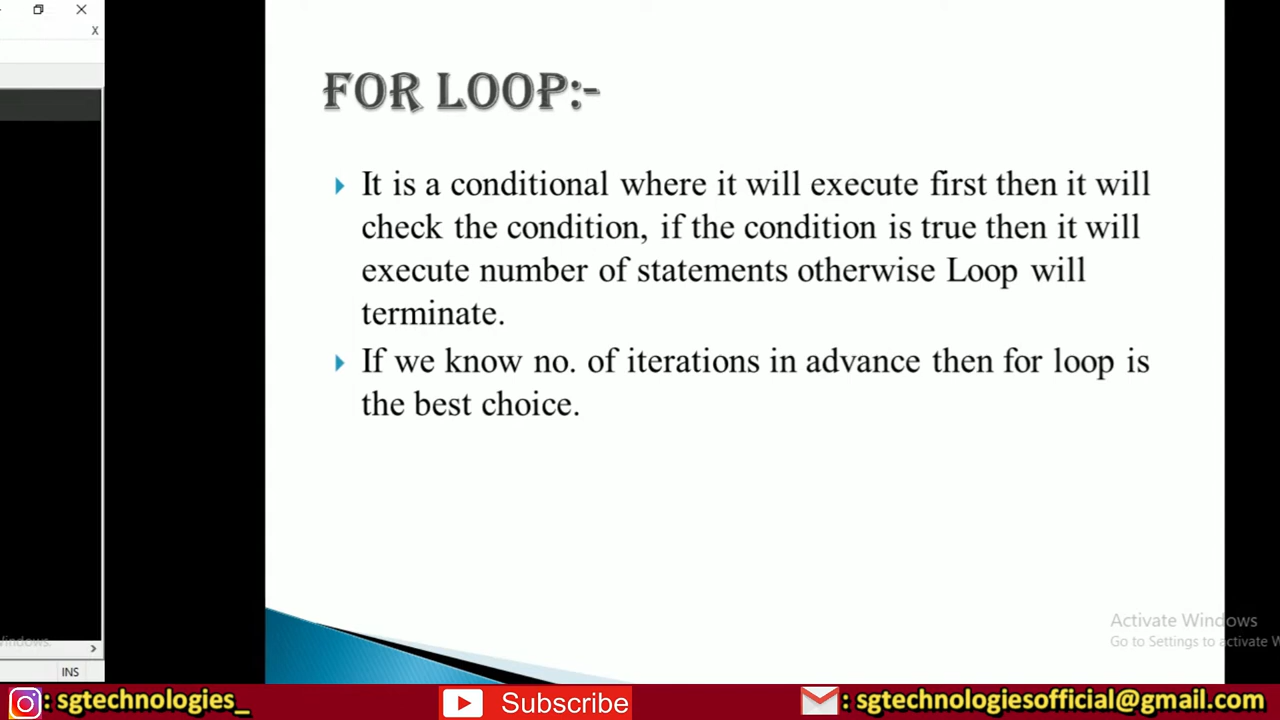 X
FOR LOOP:-
It is a conditional where it will execute first then it will
check the condition, if the condition is true then it will
execute number of statements otherwise Loop will
terminate.
If we know no. of iterations in advance then for loop is
the best choice.
Activate Windows
Go to Settings to activate W
indows.
INS
: sgtechnologies_
Subscribe
: sgtechnologiesofficial@gmail.com